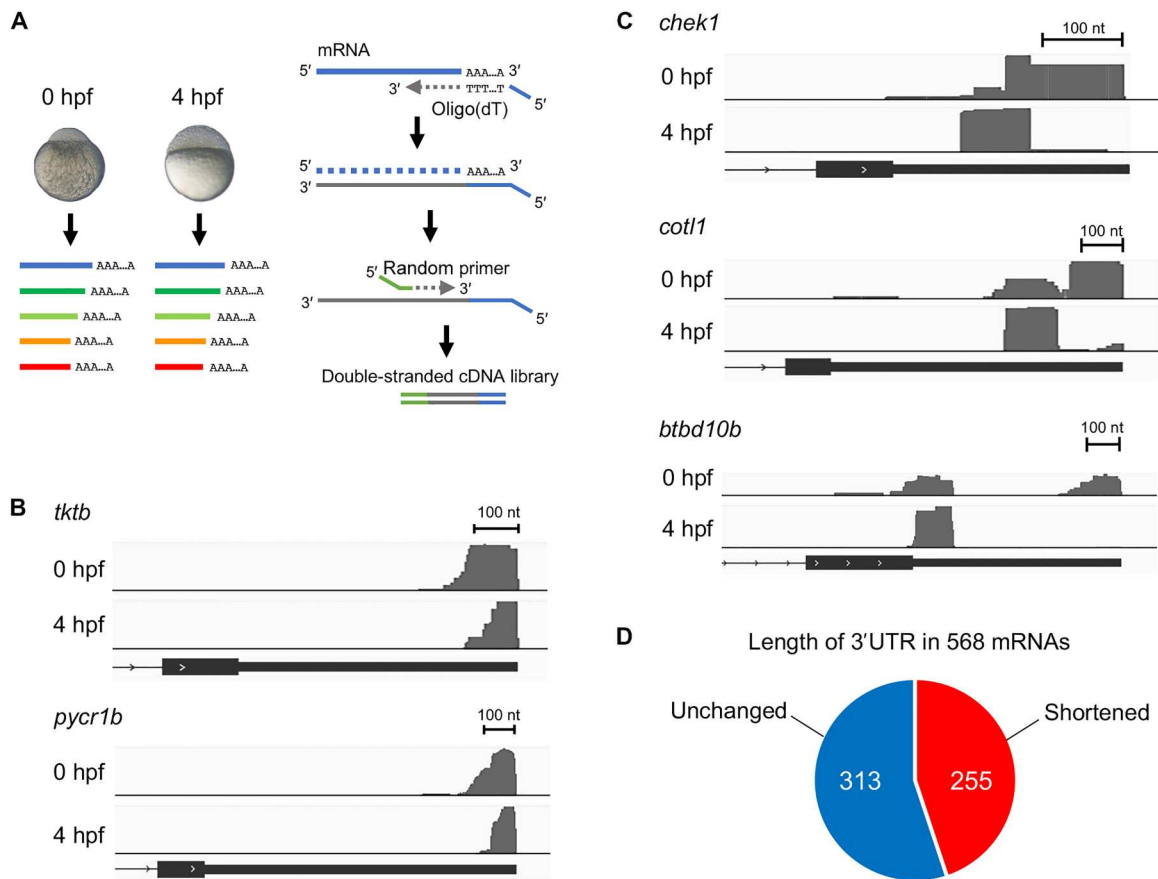 A
0 hpf
4 hpf
AAA...A
AAA...A
AAA...A
AAA...A
AAA...A
AAA...A
AAA...A
AAA...A
AAA...A
AAA...A
mRNA
5′
AAA...A
3′
3′
TTT...T
Oligo(dT)
5′
5′
AAA...A
3′
3′
5′
5′
Random primer
3′
3′
5′
Double-stranded cDNA library
B
tktb
100 nt
0 hpf
4 hpf
pycr1b
100 nt
0 hpf
4 hpf
C
chek1
100 nt
0 hpf
4 hpf
cotl1
100 nt
0 hpf
4 hpf
btbd10b
100 nt
0 hpf
4 hpf
D
Length of 3′UTR in 568 mRNAs
Unchanged
Shortened
313
255